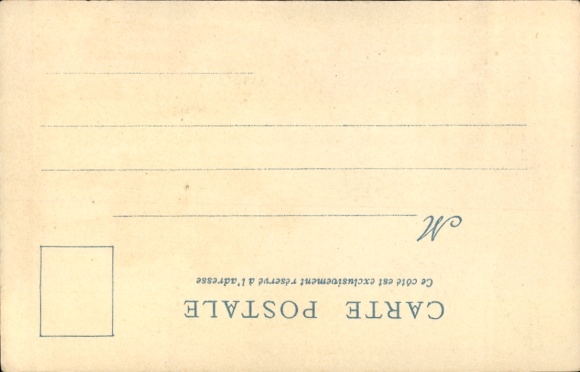 CARTE POSTALE
Ce côté est exclusivement réservé à l'adresse
M